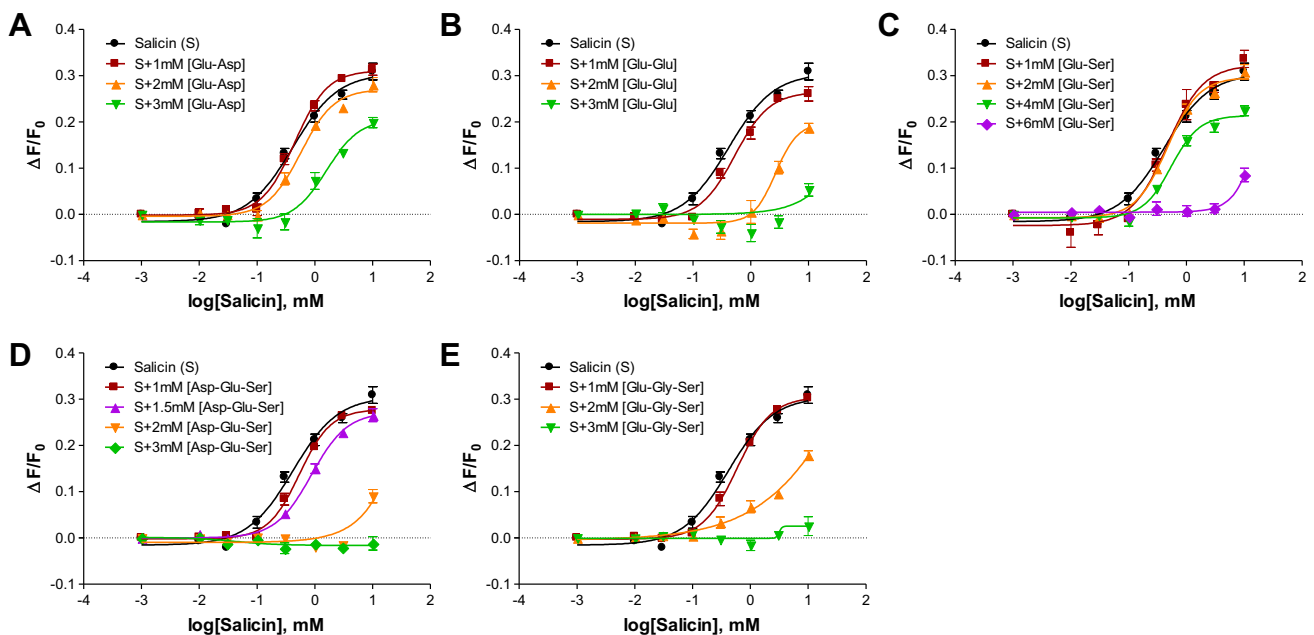 A
Salicin (S)
S+1mM [Glu-Asp]
S+2mM [Glu-Asp]
S+3mM [Glu-Asp]
0.4
0.3
0.2
0.1
0.0
-0.1
Δ F/F0
-4 -3 -2 -1 0 1 2
log[Salicin], mM
B
Salicin (S)
S+1mM [Glu-Glu]
S+2mM [Glu-Glu]
S+3mM [Glu-Glu]
0.4
0.3
0.2
0.1
0.0
-0.1
Δ F/F0
-4 -3 -2 -1 0 1 2
log[Salicin], mM
C
Salicin (S)
S+1mM [Glu-Ser]
S+2mM [Glu-Ser]
S+4mM [Glu-Ser]
S+6mM [Glu-Ser]
0.4
0.3
0.2
0.1
0.0
-0.1
Δ F/F0
-4 -3 -2 -1 0 1 2
log[Salicin], mM
D
Salicin (S)
S+1mM [Asp-Glu-Ser]
S+1.5mM [Asp-Glu-Ser]
S+2mM [Asp-Glu-Ser]
S+3mM [Asp-Glu-Ser]
0.4
0.3
0.2
0.1
0.0
-0.1
Δ F/F0
-4 -3 -2 -1 0 1 2
log[Salicin], mM
E
Salicin (S)
S+1mM [Glu-Gly-Ser]
S+2mM [Glu-Gly-Ser]
S+3mM [Glu-Gly-Ser]
0.4
0.3
0.2
0.1
0.0
-0.1
Δ F/F0
-4 -3 -2 -1 0 1 2
log[Salicin], mM